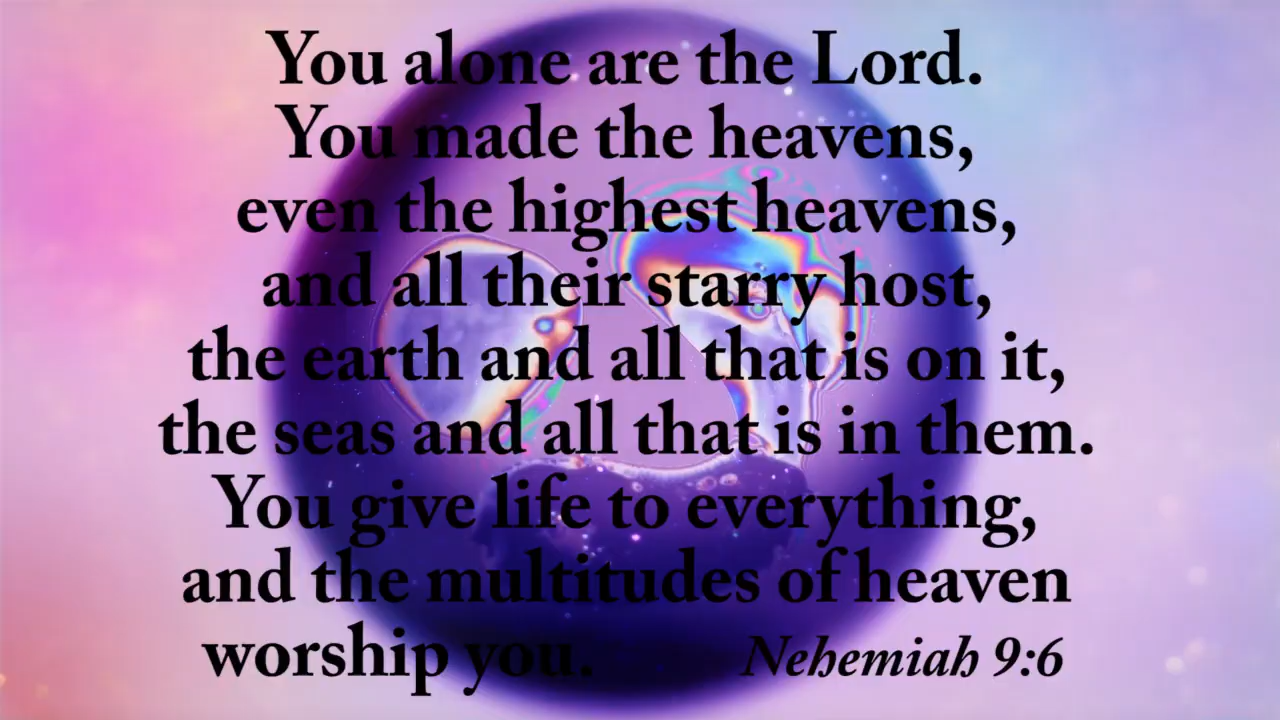 You alone are the Lord.
You made the heavens,
even the highest heavens,
and all their starry host,
the earth and all that is on it,
the seas and all that is in them.
You give life to everything,
and the multitudes of heaven
worship you. Nehemiah 9:6